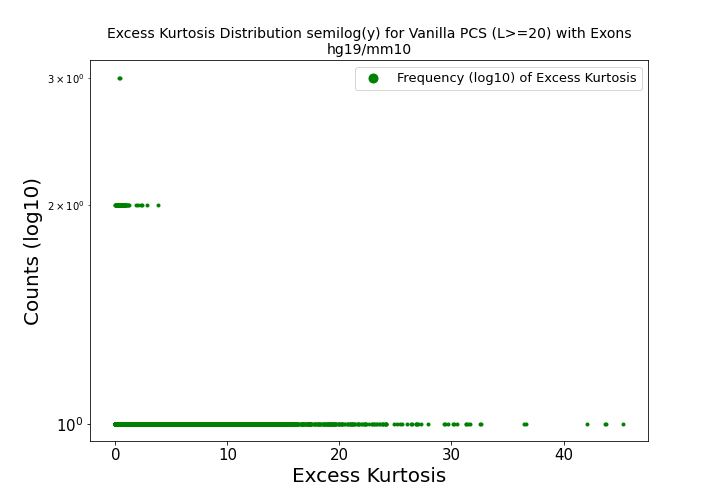 Excess Kurtosis Distribution semilog(y) for Vanilla PCS (L>=20) with Exons
hg19/mm10
Frequency (log10) of Excess Kurtosis
3 × 10⁰
2 × 10⁰
10⁰
Counts (log10)
0 10 20 30 40
Excess Kurtosis